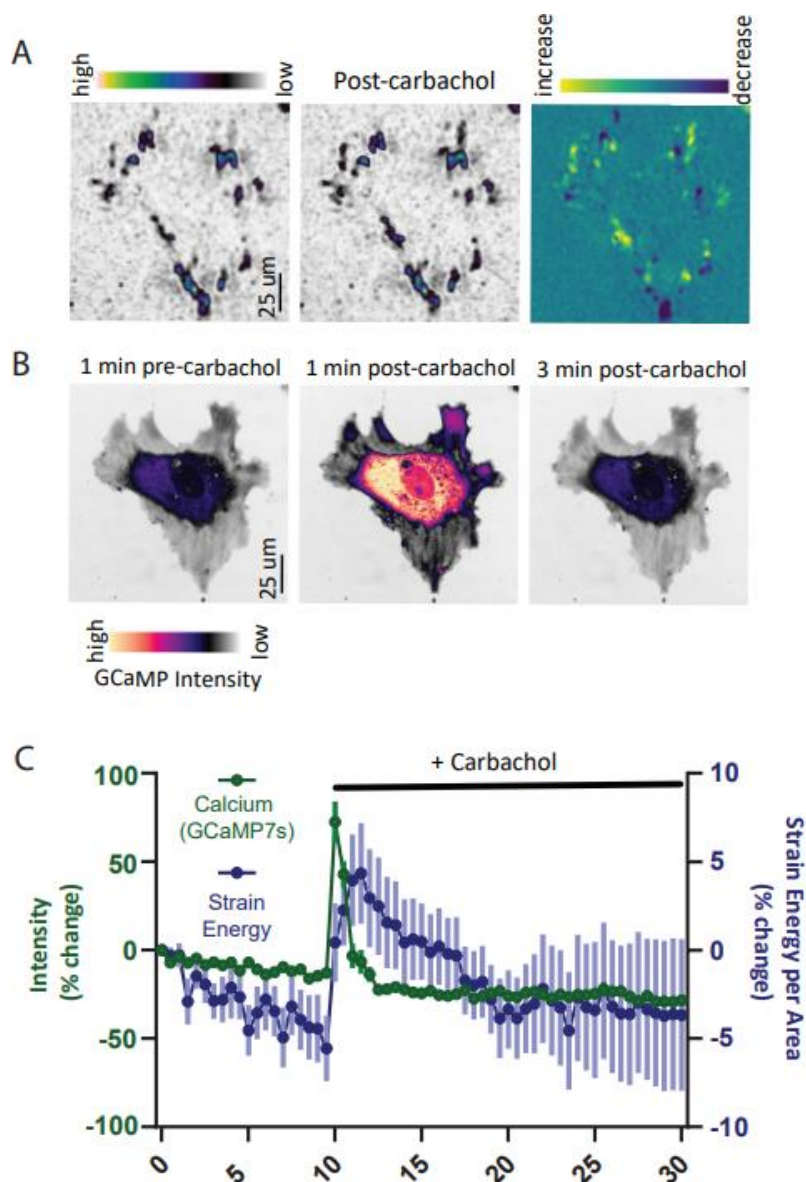 A
high
low
Post-carbachol
increase
decrease
25 um
B
1 min pre-carbachol
1 min post-carbachol
3 min post-carbachol
25 um
high
low
GCaMP Intensity
C
+ Carbachol
100
50
0
-50
-100
Intensity
(% change)
Calcium
(GCaMP7s)
Strain
Energy
10
5
0
-5
-10
Strain Energy per Area
(% change)
0
5
10
15
20
25
30